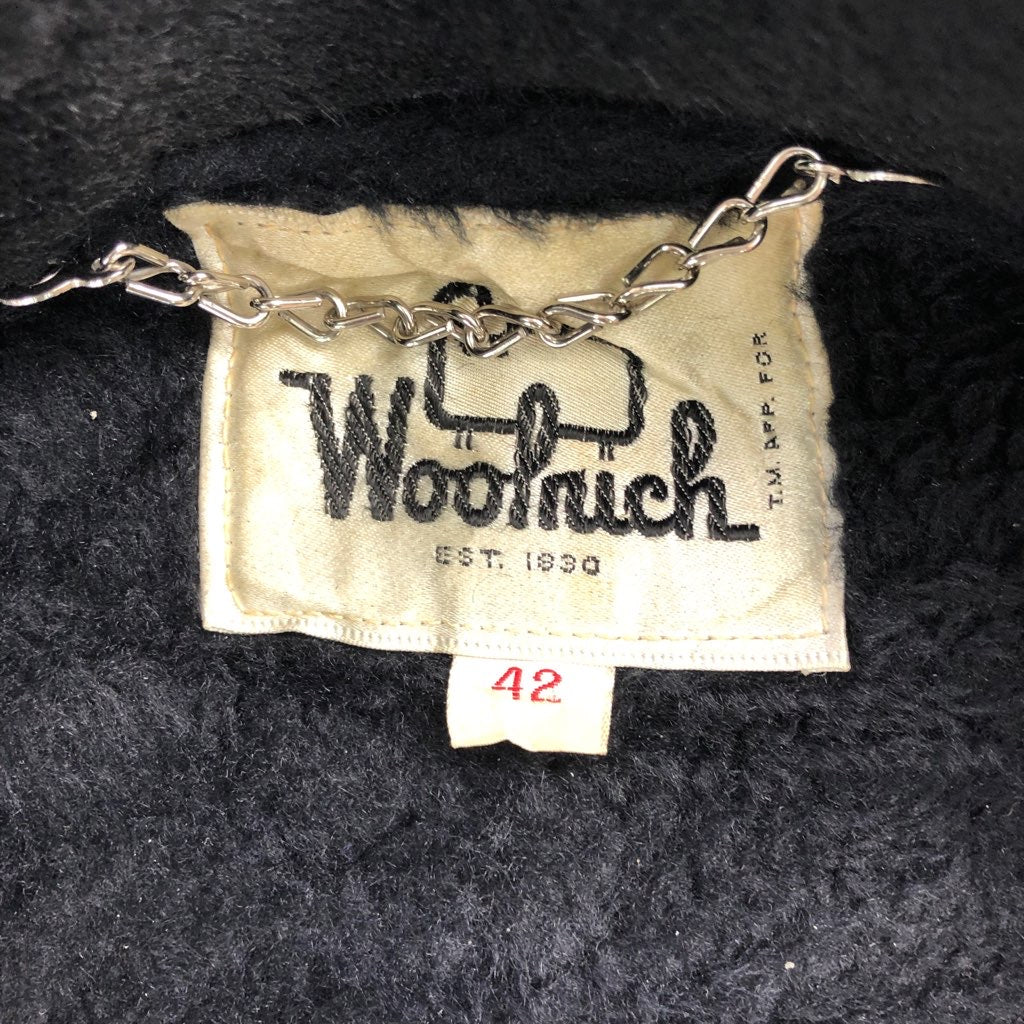 Woolrich
EST. 1830
T.M. APP. FOR
42